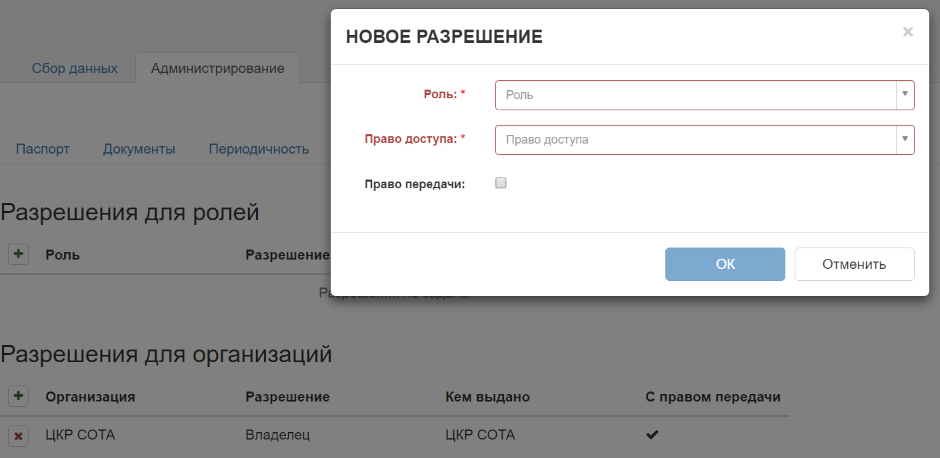 НОВОЕ РАЗРЕШЕНИЕ
×
Сбор данных Администрирование
Роль: * Роль
Право доступа: * Право доступа
Паспорт Документы Периодичность
Право передачи:
Разрешения для ролей
Роль Разрешение
ОК Отменить
Разрешения для организаций
Организация Разрешение Кем выдано С правом передачи
ЦКР СОТА Владелец ЦКР СОТА